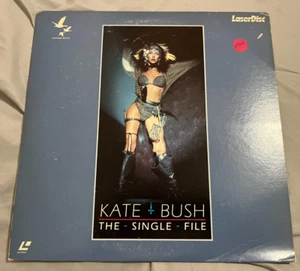 LaserDisc
KATE BUSH
THE - SINGLE - FILE